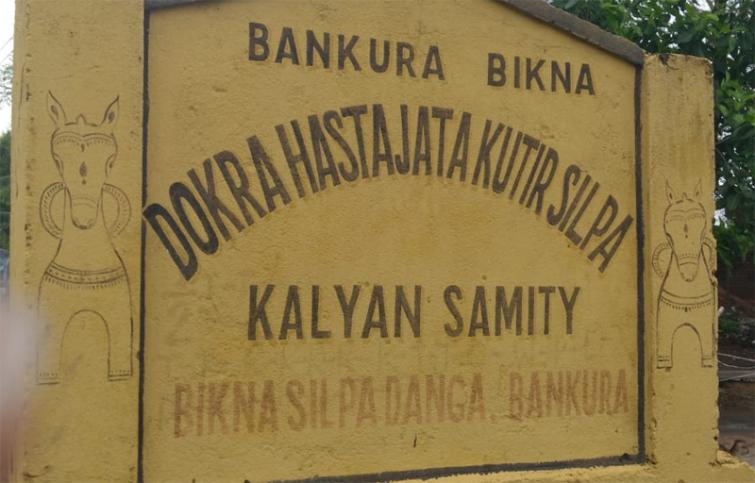 BANKURA BIKNA
DOKRA HASTAJATA KUTIR SILPA
KALYAN SAMITY
BIKNA SILPA DANGA. BANKURA